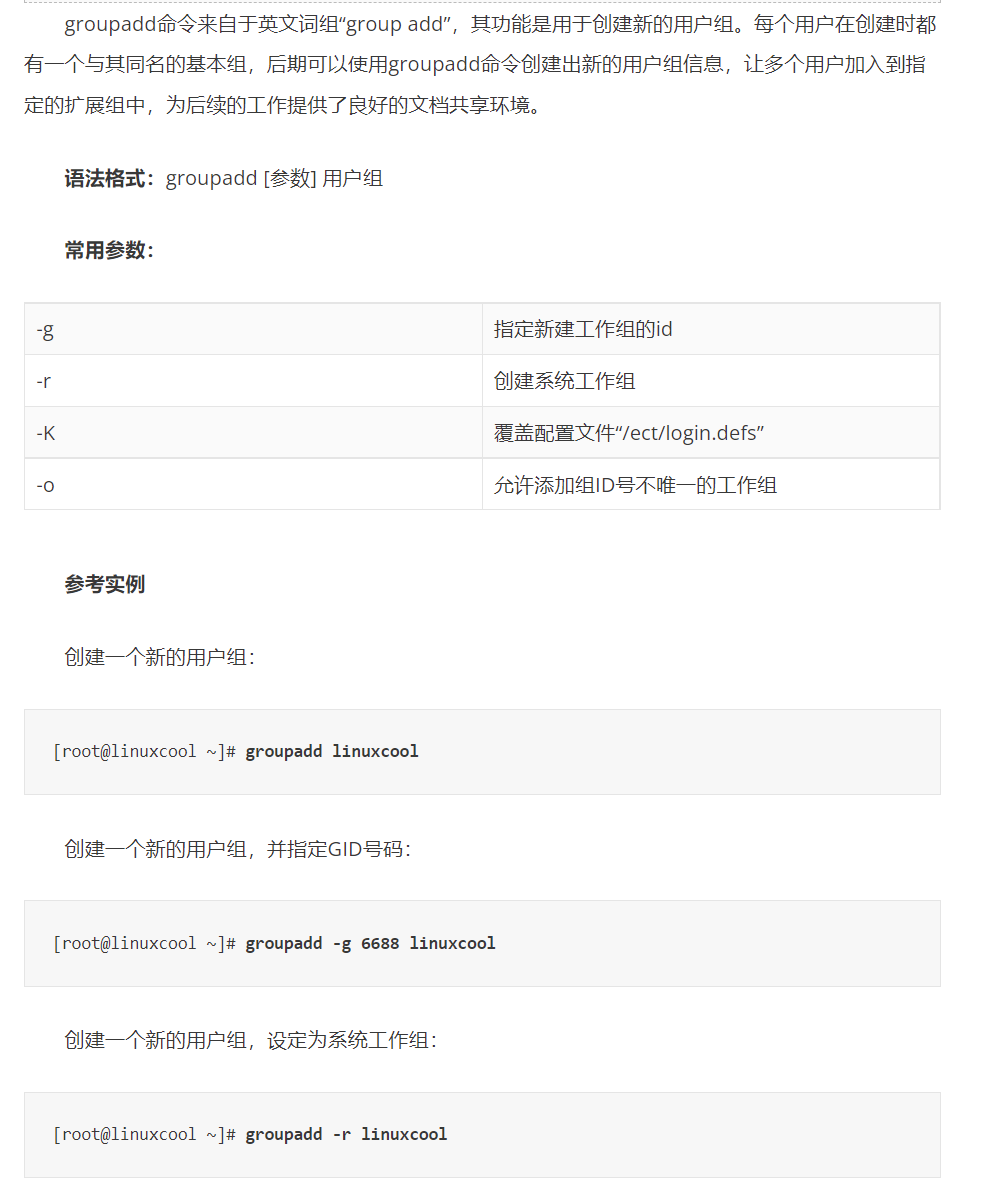 groupadd命令来自于英文词组“group add”，其功能是用于创建新的用户组。每个用户在创建时都
有一个与其同名的基本组，后期可以使用groupadd命令创建出新的用户组信息，让多个用户加入到指
定的扩展组中，为后续的工作提供了良好的文档共享环境。
语法格式：groupadd [参数] 用户组
常用参数：
-g 指定新建工作组的id
-r 创建系统工作组
-K 覆盖配置文件“/ect/login.defs”
-o 允许添加组ID号不唯一的工作组
参考实例
创建一个新的用户组：
[root@linuxcool ~]# groupadd linuxcool
创建一个新的用户组，并指定GID号码：
[root@linuxcool ~]# groupadd -g 6688 linuxcool
创建一个新的用户组，设定为系统工作组：
[root@linuxcool ~]# groupadd -r linuxcool